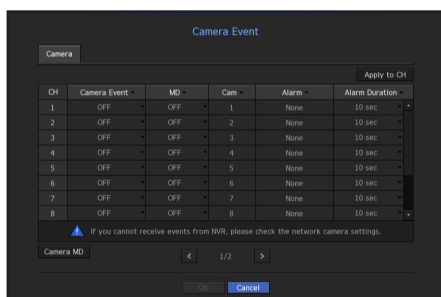 Camera Event
Camera
Apply to CH
CH Camera Event MD Cam Alarm Alarm Duration
1 OFF OFF 1 None 10 sec
2 OFF OFF 2 None 10 sec
3 OFF OFF 3 None 10 sec
4 OFF OFF 4 None 10 sec
5 OFF OFF 5 None 10 sec
6 OFF OFF 6 None 10 sec
7 OFF OFF 7 None 10 sec
8 OFF OFF 8 None 10 sec
If you cannot receive events from NVR, please check the network camera settings.
Camera MD < 1/2 >
OK Cancel